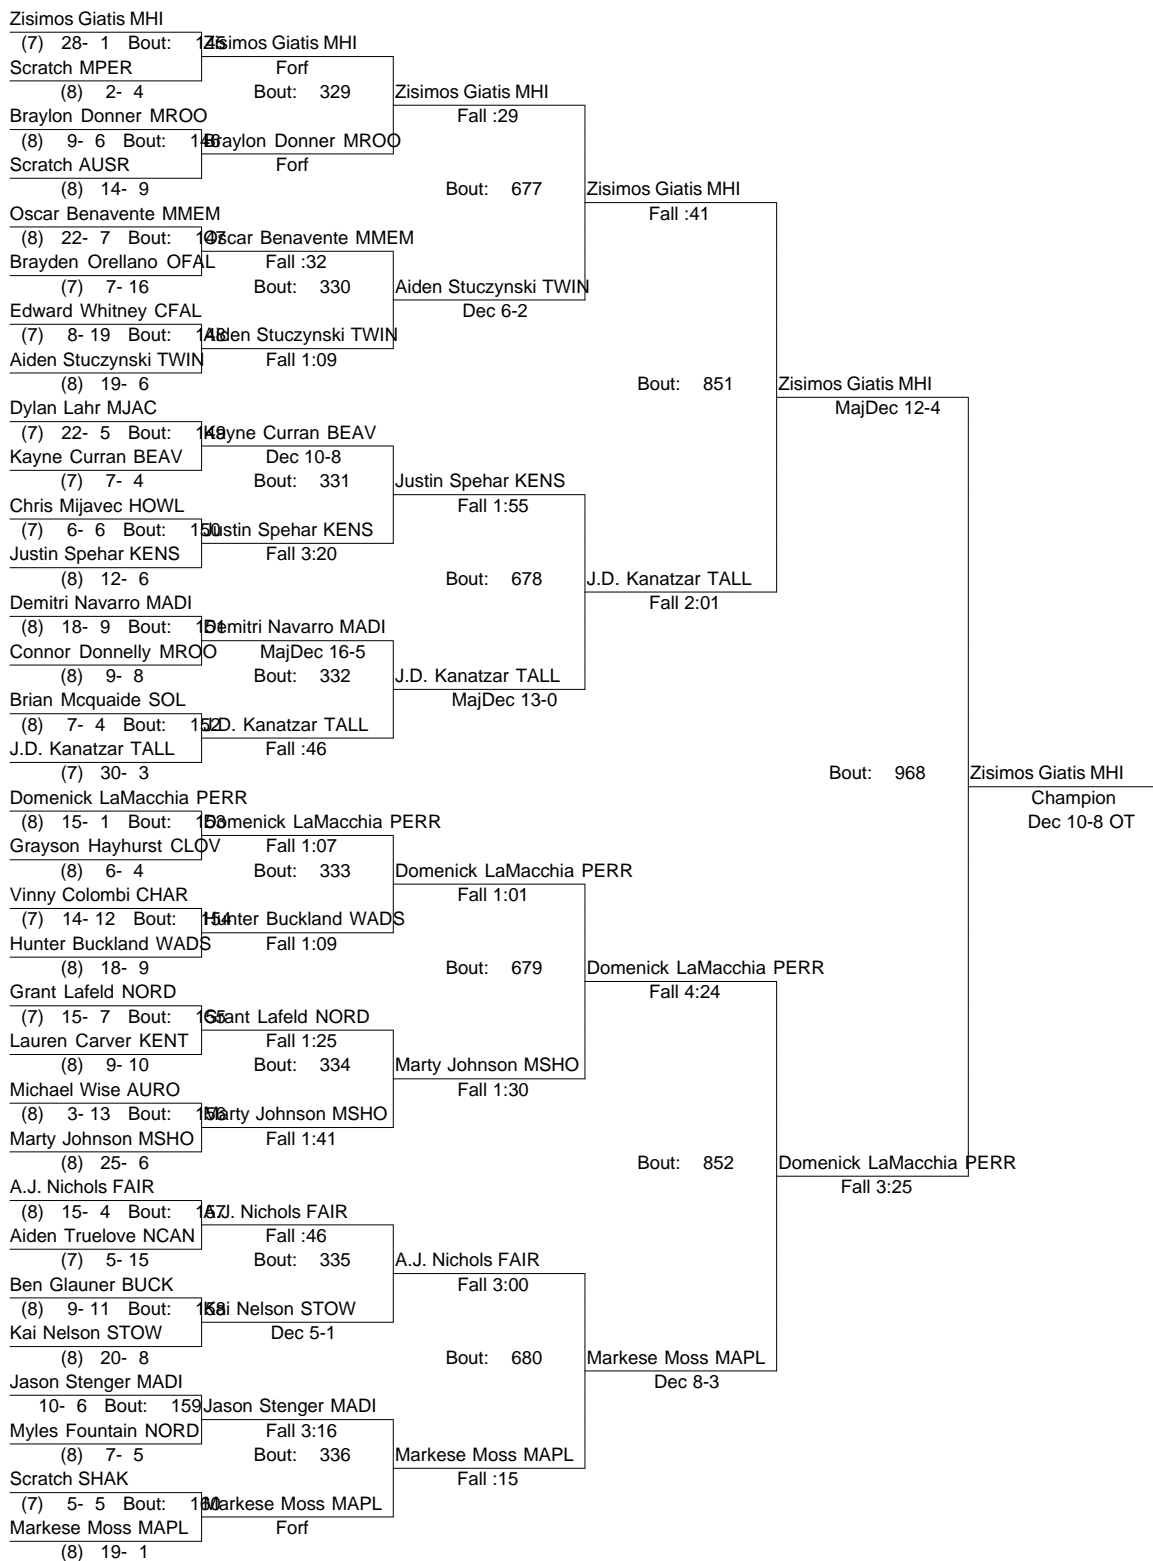 Zisimos Giatis MHI
(7) 28- 1 Bout: 145
Zisimos Giatis MHI
Scratch MPER
Forf
(8) 2- 4
Bout: 329
Zisimos Giatis MHI
Braylon Donner MROO
Fall :29
(8) 9- 6 Bout: 146
Braylon Donner MROO
Scratch AUSR
Forf
(8) 14- 9
Bout: 677
Zisimos Giatis MHI
Oscar Benavente MMEM
Fall :41
(8) 22- 7 Bout: 147
Oscar Benavente MMEM
Brayden Orellano OFAL
Fall :32
(7) 7- 16
Bout: 330
Aiden Stuczynski TWIN
Edward Whitney CFAL
Dec 6-2
(7) 8- 19 Bout: 148
Aiden Stuczynski TWIN
Aiden Stuczynski TWIN
Fall 1:09
(8) 19- 6
Bout: 851
Zisimos Giatis MHI
Dylan Lahr MJAC
MajDec 12-4
(7) 22- 5 Bout: 149
Kayne Curran BEAV
Kayne Curran BEAV
Dec 10-8
(7) 7- 4
Bout: 331
Justin Spehar KENS
Chris Mijavec HOWL
Fall 1:55
(7) 6- 6 Bout: 150
Justin Spehar KENS
Justin Spehar KENS
Fall 3:20
(8) 12- 6
Bout: 678
J.D. Kanatzar TALL
Demitri Navarro MADI
Fall 2:01
(8) 18- 9 Bout: 151
Demitri Navarro MADI
Connor Donnelly MROO
MajDec 16-5
(8) 9- 8
Bout: 332
J.D. Kanatzar TALL
Brian Mcquaide SOL
MajDec 13-0
(8) 7- 4 Bout: 152
J.D. Kanatzar TALL
J.D. Kanatzar TALL
Fall :46
(7) 30- 3
Bout: 968
Zisimos Giatis MHI
Domenick LaMacchia PERR
Champion
(8) 15- 1 Bout: 153
Domenick LaMacchia PERR
Dec 10-8 OT
Grayson Hayhurst CLOV
Fall 1:07
(8) 6- 4
Bout: 333
Domenick LaMacchia PERR
Vinny Colombi CHAR
Fall 1:01
(7) 14- 12 Bout: 154
Hunter Buckland WADS
Hunter Buckland WADS
Fall 1:09
(8) 18- 9
Bout: 679
Domenick LaMacchia PERR
Grant Lafeld NORD
Fall 4:24
(7) 15- 7 Bout: 155
Grant Lafeld NORD
Lauren Carver KENT
Fall 1:25
(8) 9- 10
Bout: 334
Marty Johnson MSHO
Michael Wise AURO
Fall 1:30
(8) 3- 13 Bout: 156
Marty Johnson MSHO
Marty Johnson MSHO
Fall 1:41
(8) 25- 6
Bout: 852
Domenick LaMacchia PERR
A.J. Nichols FAIR
Fall 3:25
(8) 15- 4 Bout: 157
A.J. Nichols FAIR
Aiden Truelove NCAN
Fall :46
(7) 5- 15
Bout: 335
A.J. Nichols FAIR
Ben Glauner BUCK
Fall 3:00
(8) 9- 11 Bout: 158
Kai Nelson STOW
Kai Nelson STOW
Dec 5-1
(8) 20- 8
Bout: 680
Markese Moss MAPL
Jason Stenger MADI
Dec 8-3
10- 6 Bout: 159
Jason Stenger MADI
Myles Fountain NORD
Fall 3:16
(8) 7- 5
Bout: 336
Markese Moss MAPL
Scratch SHAK
Fall :15
(7) 5- 5 Bout: 160
Markese Moss MAPL
Markese Moss MAPL
Forf
(8) 19- 1